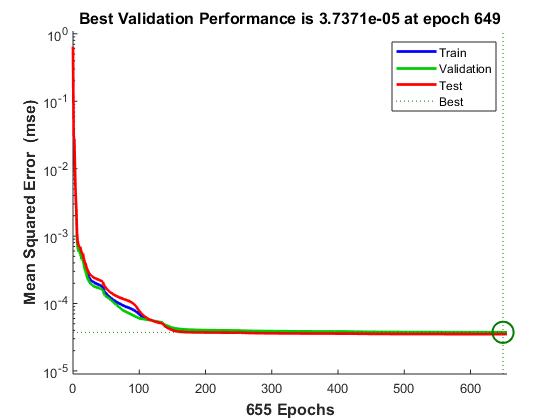 Best Validation Performance is 3.7371e-05 at epoch 649
10^0
10^-1
10^-2
10^-3
10^-4
10^-5
Mean Squared Error (mse)
Train
Validation
Test
Best
0 100 200 300 400 500 600
655 Epochs